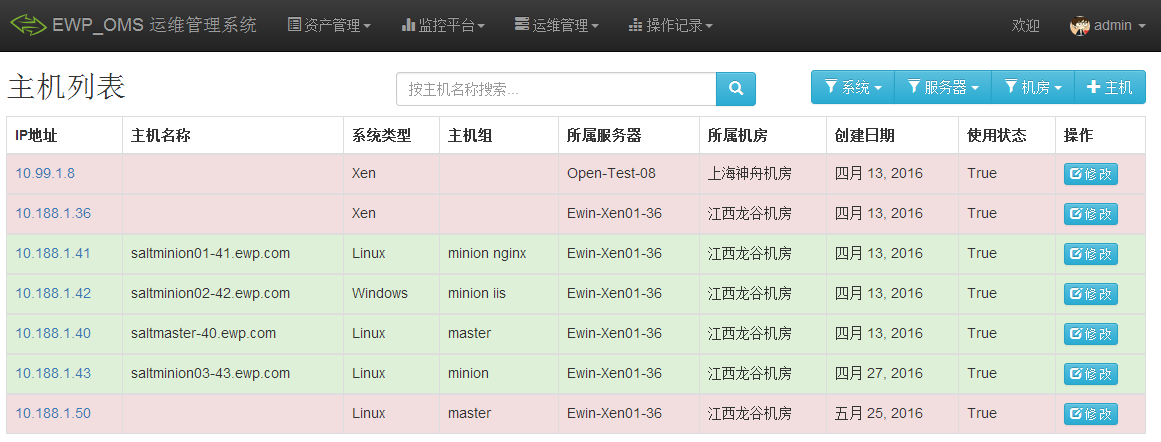 EWP_OMS 运维管理系统 资产管理 监控平台 运维管理 操作记录 欢迎 admin
主机列表 按主机名称搜索... 系统 服务器 机房 主机
IP地址 主机名称 系统类型 主机组 所属服务器 所属机房 创建日期 使用状态 操作
10.99.1.8 Xen Open-Test-08 上海神舟机房 四月 13, 2016 True 修改
10.188.1.36 Xen Ewin-Xen01-36 江西龙谷机房 四月 13, 2016 True 修改
10.188.1.41 saltminion01-41.ewp.com Linux minion nginx Ewin-Xen01-36 江西龙谷机房 四月 13, 2016 True 修改
10.188.1.42 saltminion02-42.ewp.com Windows minion iis Ewin-Xen01-36 江西龙谷机房 四月 13, 2016 True 修改
10.188.1.40 saltmaster-40.ewp.com Linux master Ewin-Xen01-36 江西龙谷机房 四月 13, 2016 True 修改
10.188.1.43 saltminion03-43.ewp.com Linux minion Ewin-Xen01-36 江西龙谷机房 四月 27, 2016 True 修改
10.188.1.50 Linux master Ewin-Xen01-36 江西龙谷机房 五月 25, 2016 True 修改